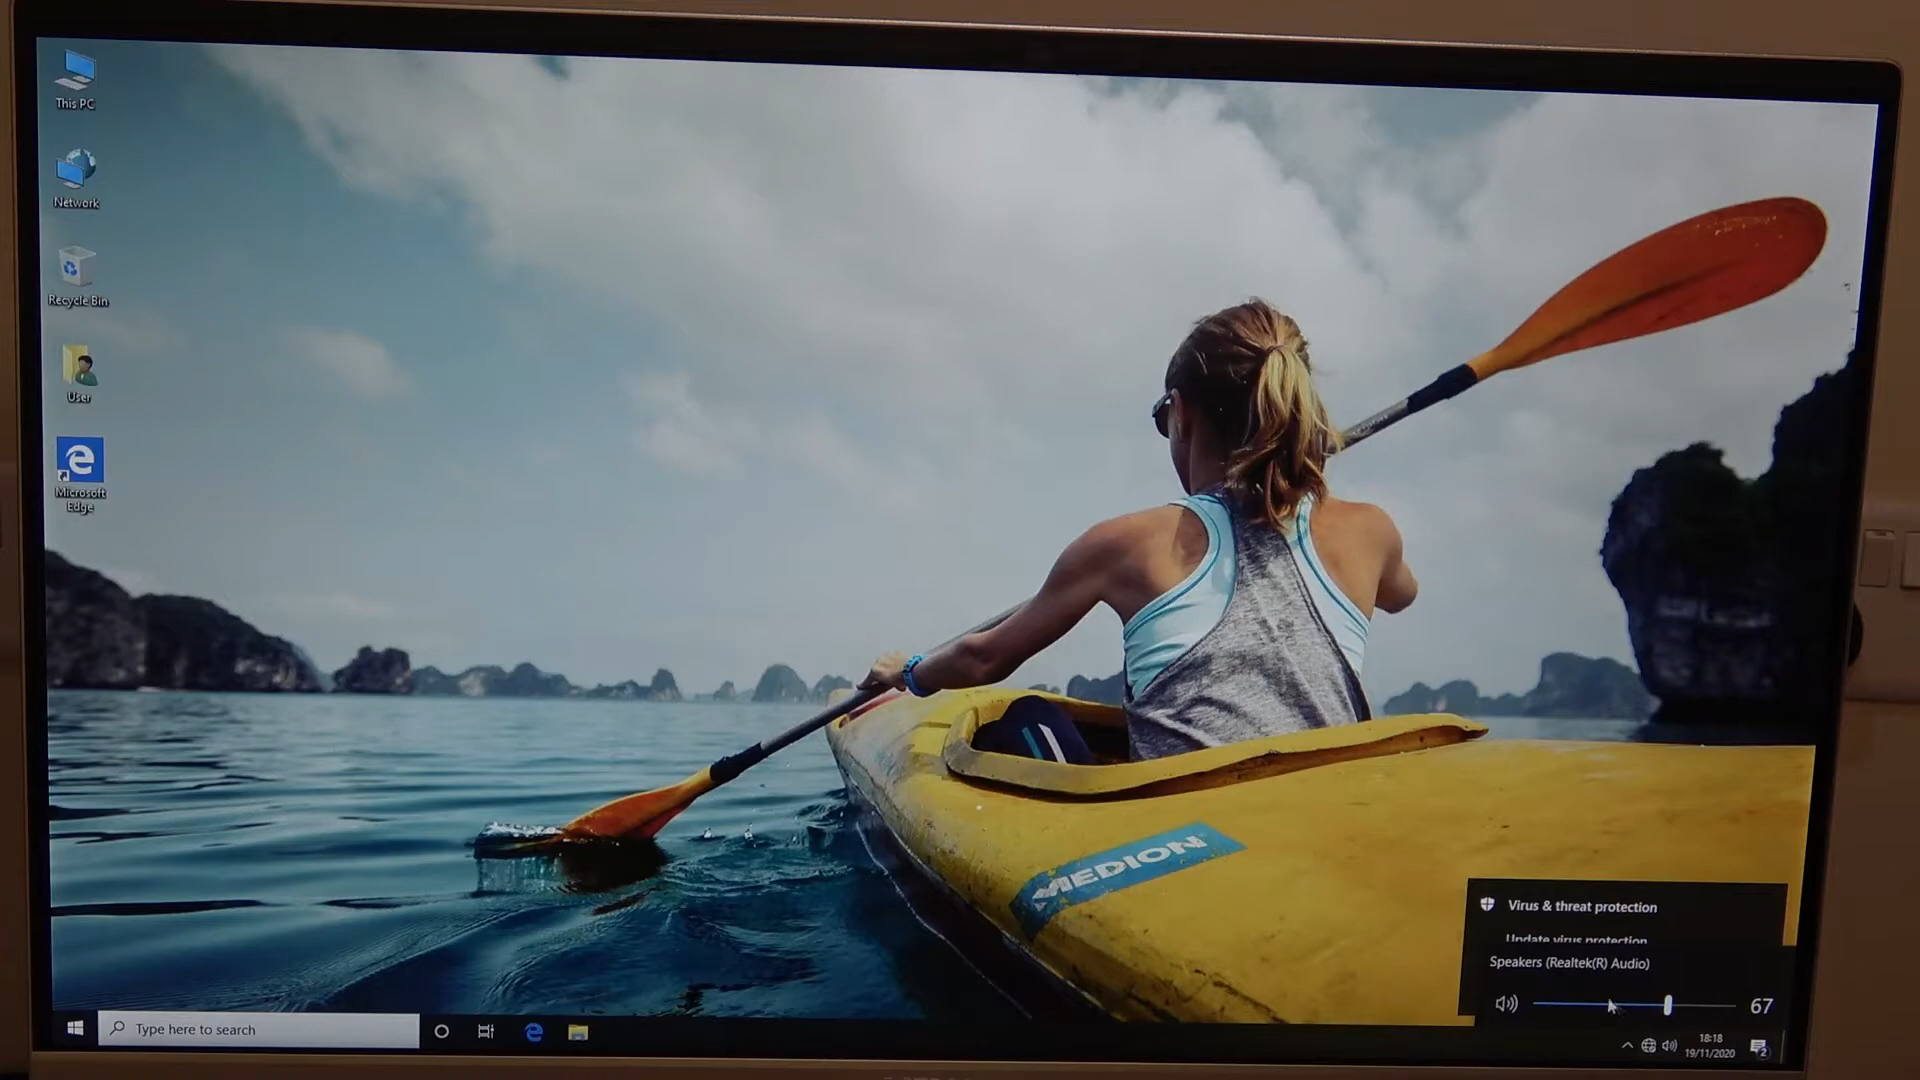 This PC
Network
Recycle Bin
User
Microsoft
Edge
MEDION
Virus & threat protection
Update virus protection
Speakers (Realtek(R) Audio)
67
Type here to search
18:18
19/11/2020
2